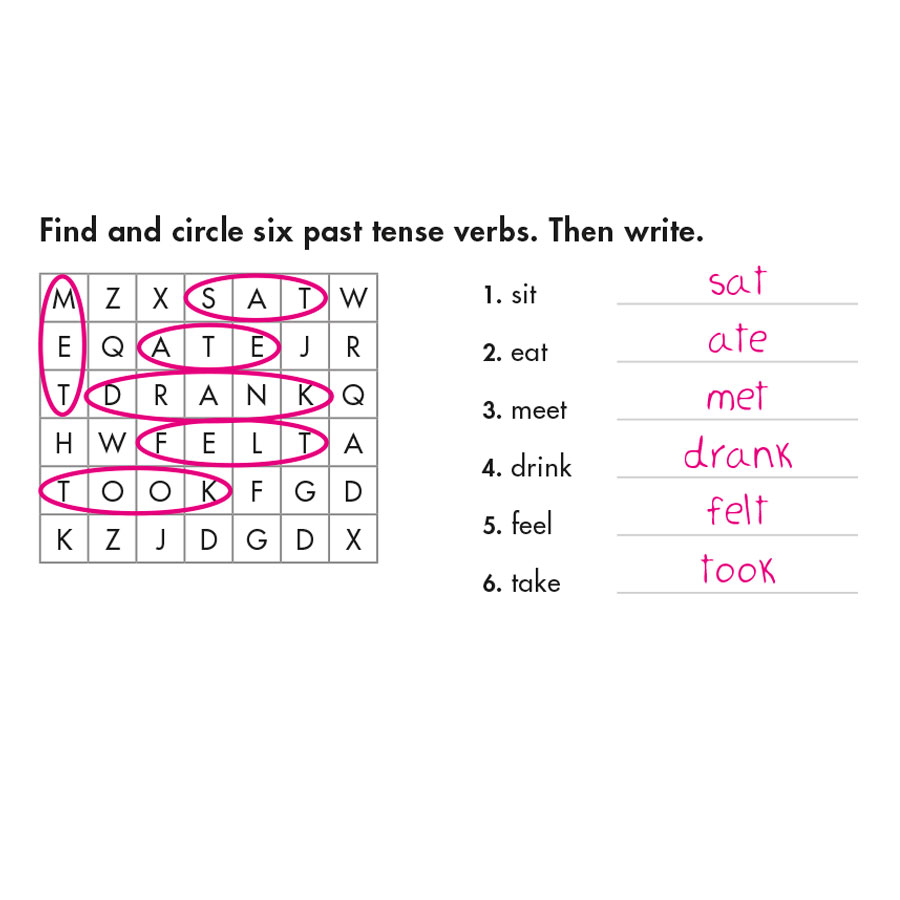 Find and circle six past tense verbs. Then write.
M Z X S A T W
E Q A T E J R
T D R A N K Q
H W F E L T A
T O O K F G D
K Z J D G D X
1. sit sat
2. eat ate
3. meet met
4. drink drank
5. feel felt
6. take took